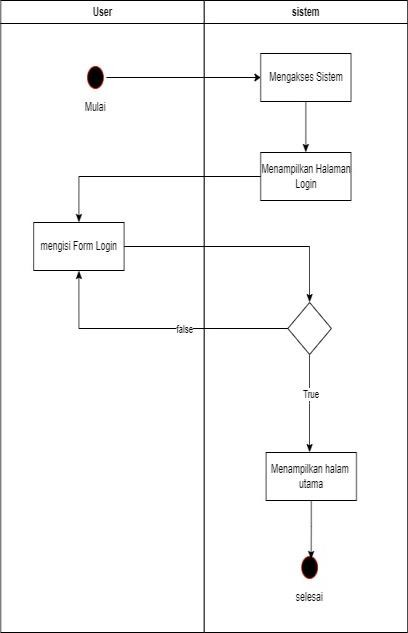 User
sistem
Mulai
Mengakses Sistem
Menampilkan Halaman
Login
mengisi Form Login
false
True
Menampilkan halam
utama
selesai